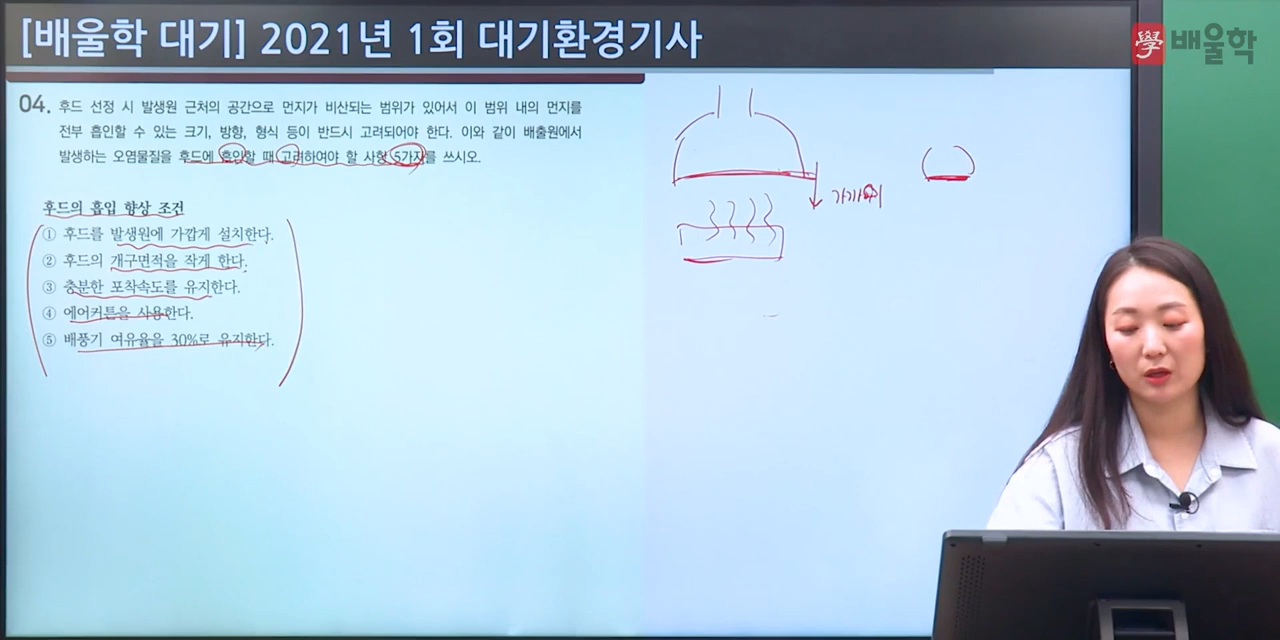 [배울학 대기] 2021년 1회 대기환경기사
學 배울학
04. 후드 선정 시 발생원 근처의 공간으로 먼지가 비산되는 범위가 있어서 이 범위 내의 먼지를
전부 흡인할 수 있는 크기, 방향, 형식 등이 반드시 고려되어야 한다. 이와 같이 배출원에서
발생하는 오염물질을 후드에 흡인할 때 고려하여야 할 사항 5가지를 쓰시오.
후드의 흡입 향상 조건
① 후드를 발생원에 가깝게 설치한다.
② 후드의 개구면적을 작게 한다.
③ 충분한 포착속도를 유지한다.
④ 에어커튼을 사용한다.
⑤ 배풍기 여유율을 30%로 유지한다.